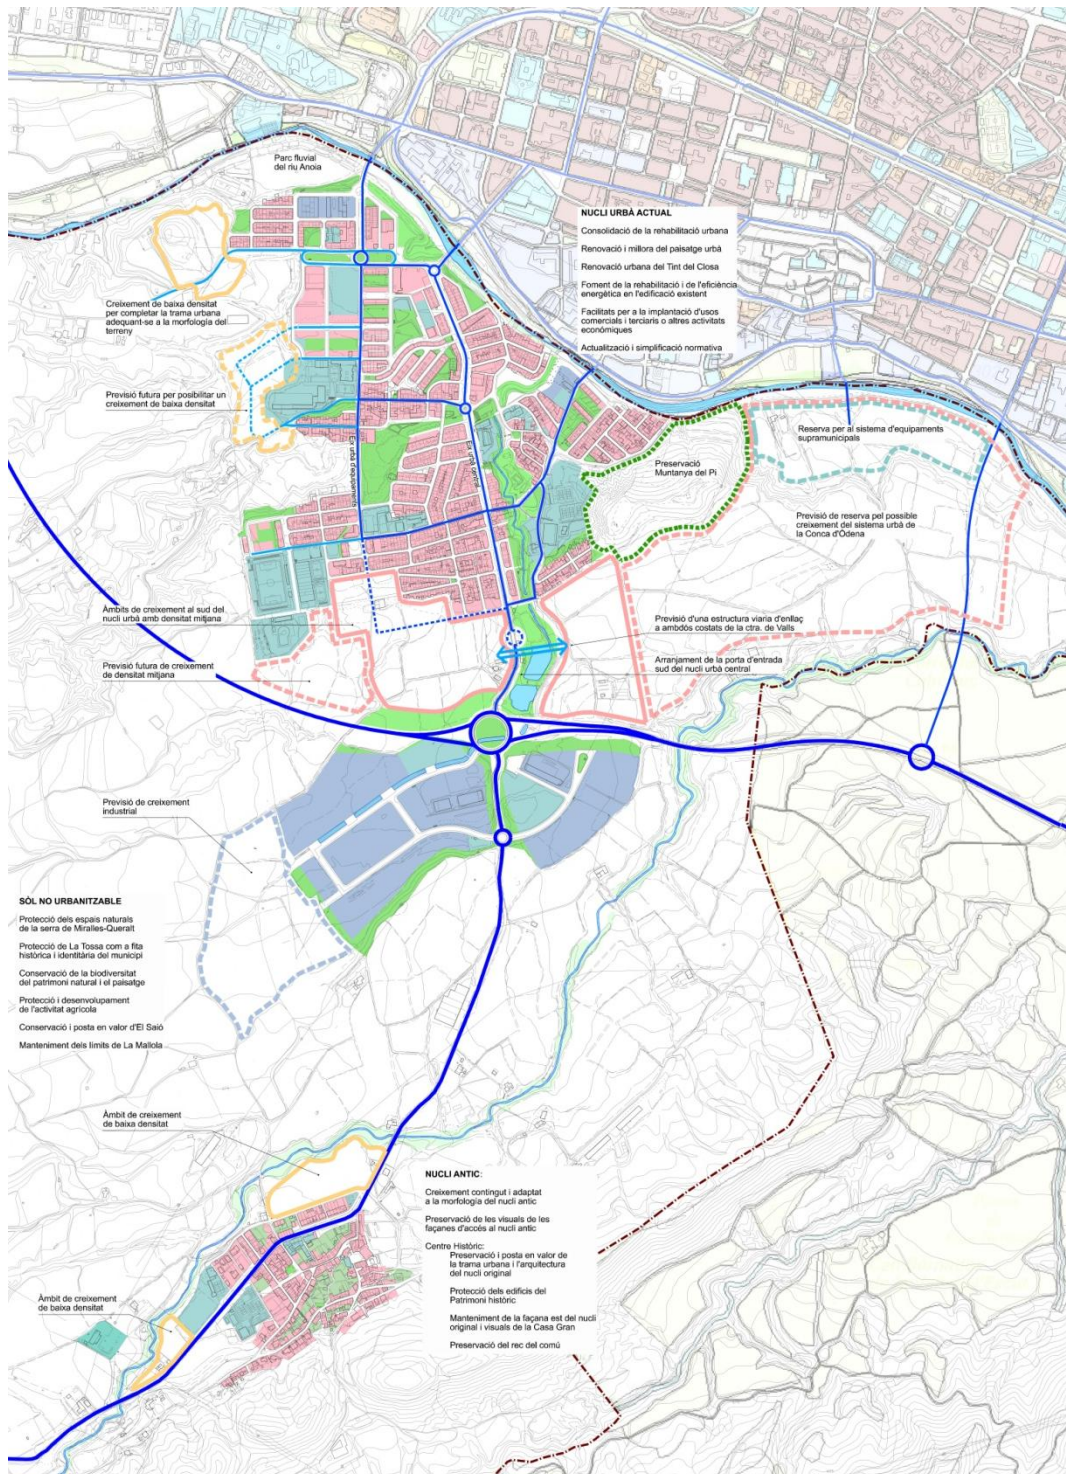 Parc fluvial
del riu Anoia
NUCLI URBÀ ACTUAL
Consolidació de la rehabilitació urbana
Renovació i millora del paisatge urbà
Renovació urbana del Tint del Closa
Foment de la rehabilitació i de l'eficiència
energètica en l'edificació existent
Facilitats per a la implantació d'usos
comercials i terciaris o altres activitats
econòmiques
Actualització i simplificació normativa
Creixement de baixa densitat
per completar la trama urbana
adequant-se a la morfologia del
terreny
Previsió futura per posibilitar un
creixement de baixa densitat
Eix urbà d'equipaments
Eix urbà central
Preservació
Muntanya del Pi
Reserva per al sistema d'equipaments
supramunicipals
Previsió de reserva pel possible
creixement del sistema urbà de
la Conca d'Òdena
Àmbits de creixement al sud del
nucli urbà amb densitat mitjana
Previsió futura de creixement
de densitat mitjana
Previsió d'una estructura viaria d'enllaç
a ambdós costats de la ctra. de Valls
Arranjament de la porta d'entrada
sud del nucli urbà central
Previsió de creixement
industrial
SÒL NO URBANITZABLE
Protecció dels espais naturals
de la serra de Miralles-Queralt
Protecció de La Tossa com a fita
històrica i identitària del municipi
Conservació de la biodiversitat
del patrimoni natural i el paisatge
Protecció i desenvolupament
de l'activitat agrícola
Conservació i posta en valor d'El Saió
Manteniment dels límits de La Mallola
Àmbit de creixement
de baixa densitat
NUCLI ANTIC:
Creixement contingut i adaptat
a la morfologia del nucli antic
Preservació de les visuals de les
façanes d'accés al nucli antic
Centre Històric:
Preservació i posta en valor de
la trama urbana i l'arquitectura
del nucli original
Protecció dels edificis del
Patrimoni històric
Manteniment de la façana est del nucli
original i visuals de la Casa Gran
Preservació del rec del comú
Àmbit de creixement
de baixa densitat